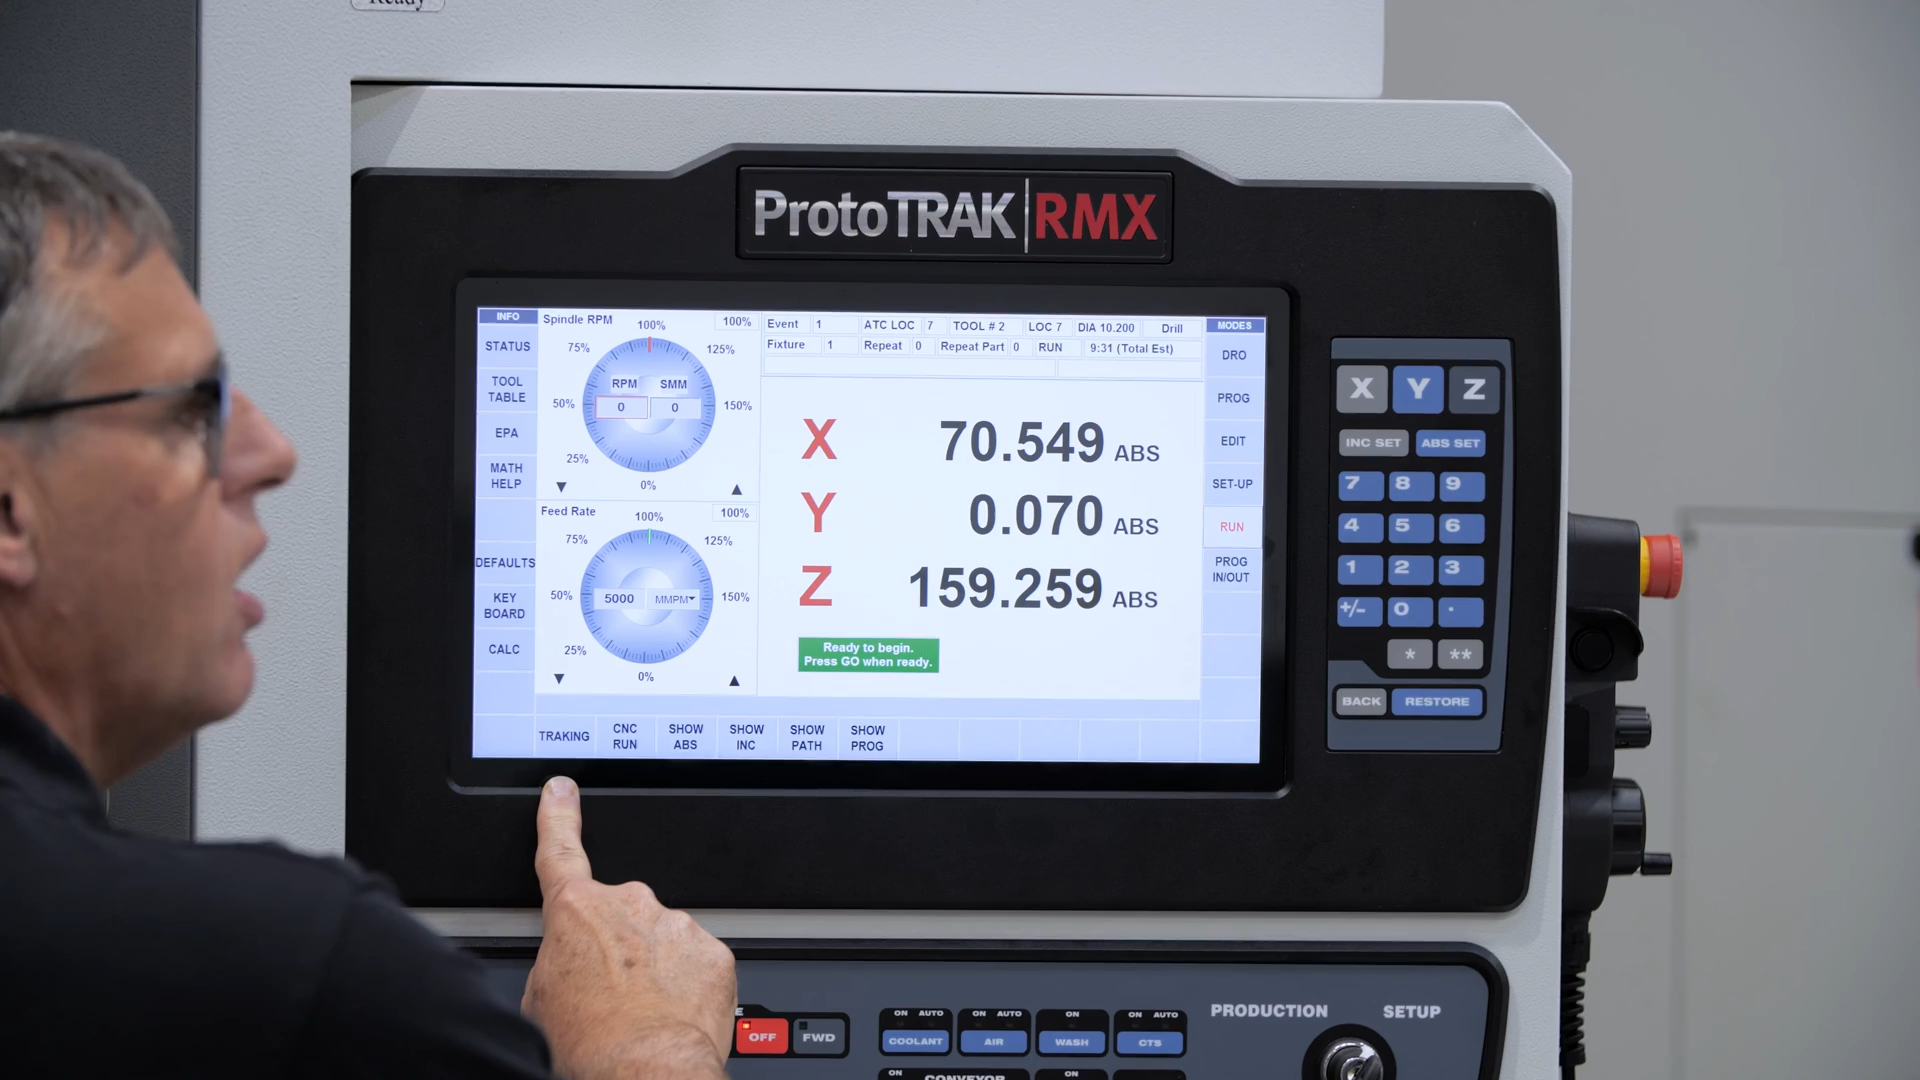 Ready
ProtoTRAK RMX
INFO
STATUS
TOOL
TABLE
EPA
MATH
HELP
DEFAULTS
KEY
BOARD
CALC
Spindle RPM
100%
100%
75%
125%
RPM SMM
50%
0 0
150%
25%
0%
Feed Rate
100%
100%
75%
125%
50%
5000 MMPM
150%
25%
0%
Event 1 ATC LOC 7 TOOL # 2 LOC 7 DIA 10.200 Drill
Fixture 1 Repeat 0 Repeat Part 0 RUN 9:31 (Total Est)
X 70.549 ABS
Y 0.070 ABS
Z 159.259 ABS
Ready to begin.
Press GO when ready.
MODES
DRO
PROG
EDIT
SET-UP
RUN
PROG
IN/OUT
TRAKING
CNC
RUN
SHOW
ABS
SHOW
INC
SHOW
PATH
SHOW
PROG
X Y Z
INC SET ABS SET
7 8 9
4 5 6
1 2 3
+/- 0 .
* **
BACK RESTORE
E
OFF FWD
ON AUTO
COOLANT
ON AUTO
AIR
ON
WASH
ON AUTO
CTS
PRODUCTION SETUP
ON
CONVEYOR
ON